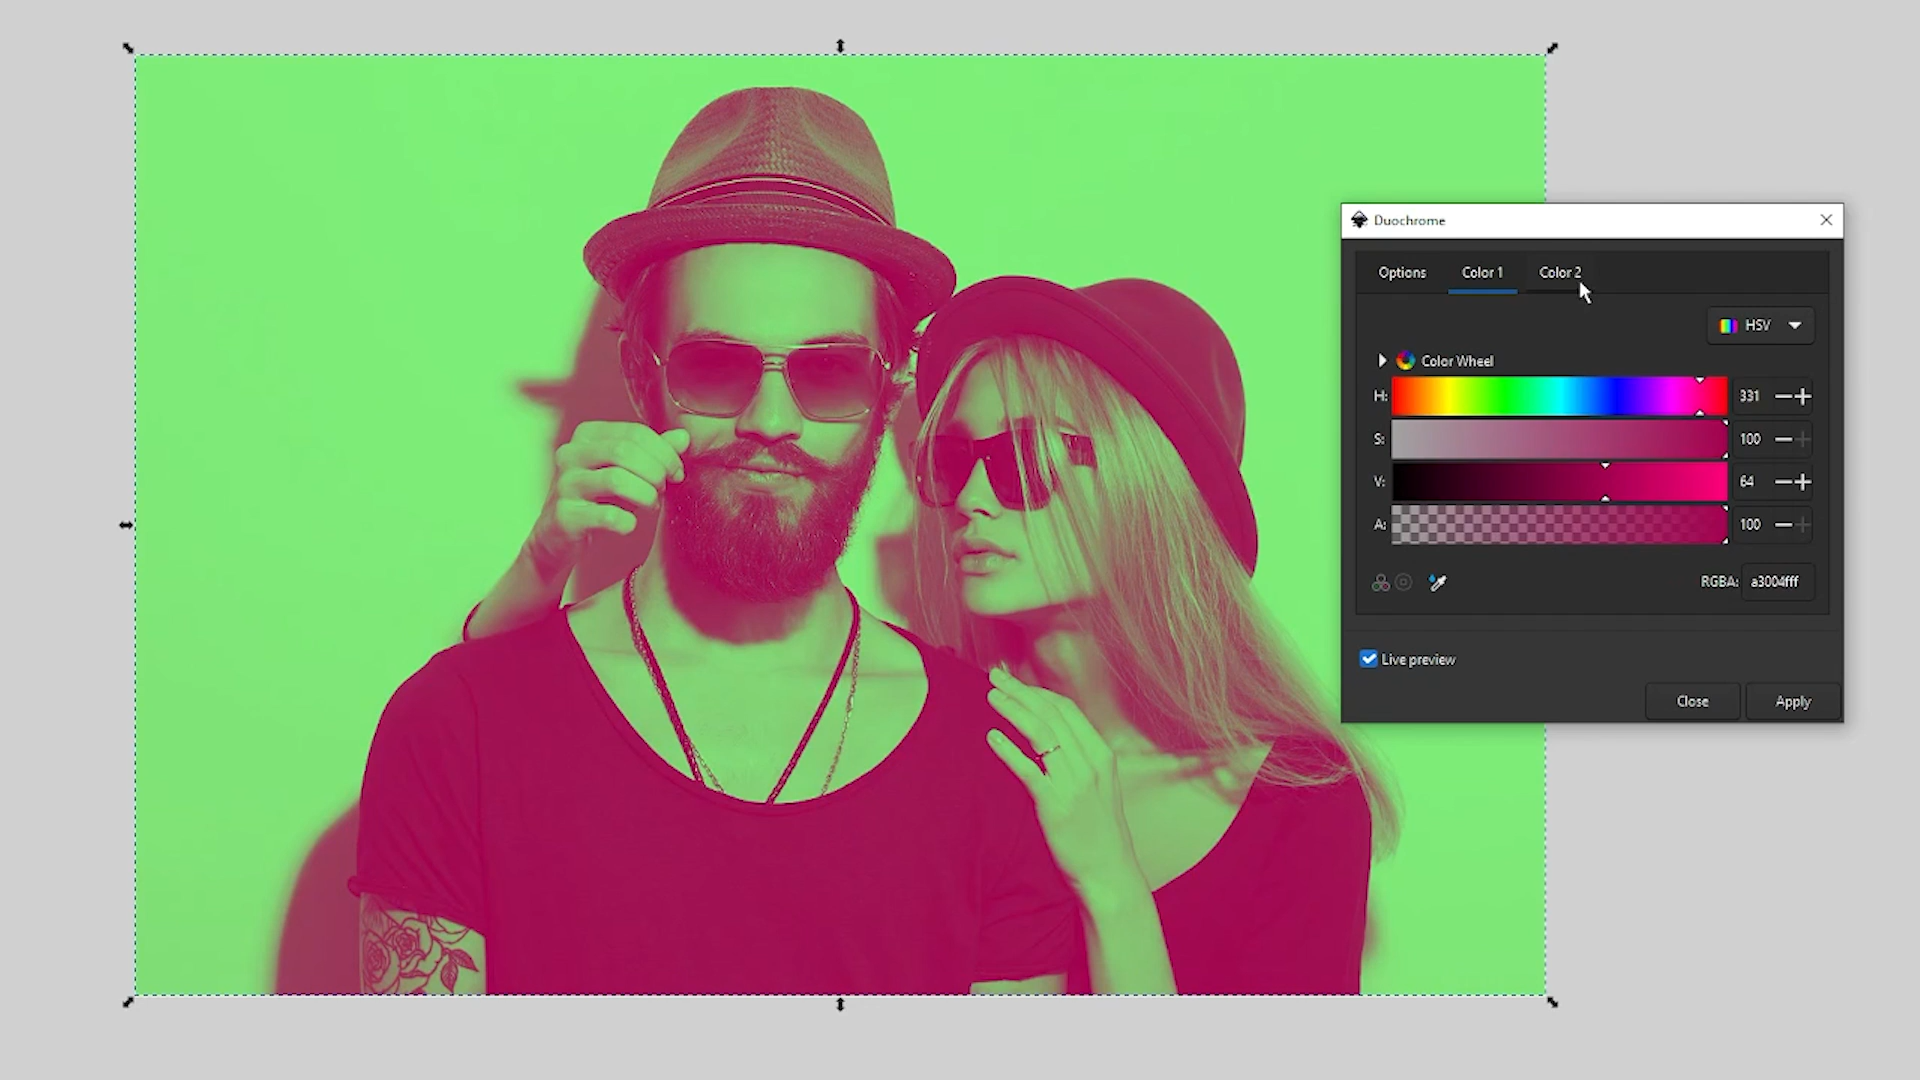 Duochrome
Options Color 1 Color 2
HSV
Color Wheel
H: 331
S: 100
V: 64
A: 100
RGBA: a3004fff
Live preview
Close Apply